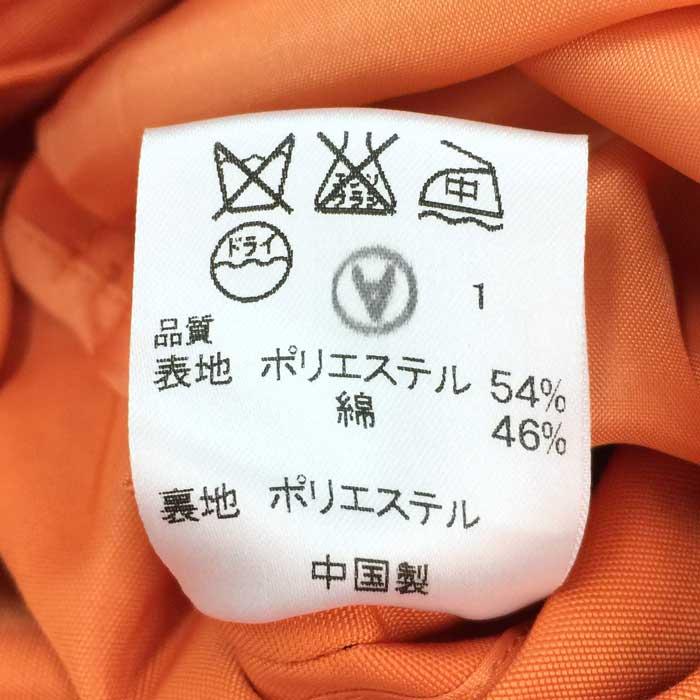 中
ドライ
1
品質
表地 ポリエステル 54%
綿 46%
裏地 ポリエステル
中国製